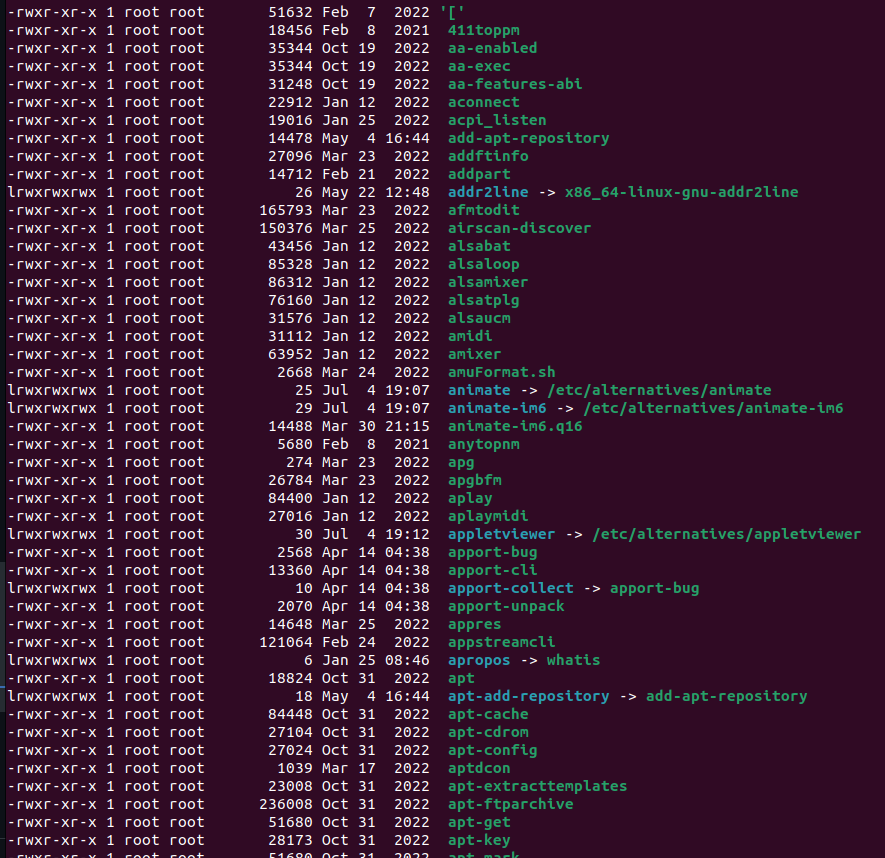 -rwxr-xr-x 1 root root       51632 Feb  7  2022 '['
-rwxr-xr-x 1 root root       18456 Feb  8  2021  411toppm
-rwxr-xr-x 1 root root       35344 Oct 19  2022  aa-enabled
-rwxr-xr-x 1 root root       35344 Oct 19  2022  aa-exec
-rwxr-xr-x 1 root root       31248 Oct 19  2022  aa-features-abi
-rwxr-xr-x 1 root root       22912 Jan 12  2022  aconnect
-rwxr-xr-x 1 root root       19016 Jan 25  2022  acpi_listen
-rwxr-xr-x 1 root root       14478 May  4 16:44  add-apt-repository
-rwxr-xr-x 1 root root       27096 Mar 23  2022  addftinfo
-rwxr-xr-x 1 root root       14712 Feb 21  2022  addpart
lrwxrwxrwx 1 root root          26 May 22 12:48  addr2line -> x86_64-linux-gnu-addr2line
-rwxr-xr-x 1 root root      165793 Mar 23  2022  afmtodit
-rwxr-xr-x 1 root root      150376 Mar 25  2022  airscan-discover
-rwxr-xr-x 1 root root       43456 Jan 12  2022  alsabat
-rwxr-xr-x 1 root root       85328 Jan 12  2022  alsaloop
-rwxr-xr-x 1 root root       86312 Jan 12  2022  alsamixer
-rwxr-xr-x 1 root root       76160 Jan 12  2022  alsatplg
-rwxr-xr-x 1 root root       31576 Jan 12  2022  alsaucm
-rwxr-xr-x 1 root root       31112 Jan 12  2022  amidi
-rwxr-xr-x 1 root root       63952 Jan 12  2022  amixer
-rwxr-xr-x 1 root root        2668 Mar 24  2022  amuFormat.sh
lrwxrwxrwx 1 root root          25 Jul  4 19:07  animate -> /etc/alternatives/animate
lrwxrwxrwx 1 root root          29 Jul  4 19:07  animate-im6 -> /etc/alternatives/animate-im6
-rwxr-xr-x 1 root root       14488 Mar 30 21:15  animate-im6.q16
-rwxr-xr-x 1 root root        5680 Feb  8  2021  anytopnm
-rwxr-xr-x 1 root root         274 Mar 23  2022  apg
-rwxr-xr-x 1 root root       26784 Mar 23  2022  apgbfm
-rwxr-xr-x 1 root root       84400 Jan 12  2022  aplay
-rwxr-xr-x 1 root root       27016 Jan 12  2022  aplaymidi
lrwxrwxrwx 1 root root          30 Jul  4 19:12  appletviewer -> /etc/alternatives/appletviewer
-rwxr-xr-x 1 root root        2568 Apr 14 04:38  apport-bug
-rwxr-xr-x 1 root root       13360 Apr 14 04:38  apport-cli
lrwxrwxrwx 1 root root          10 Apr 14 04:38  apport-collect -> apport-bug
-rwxr-xr-x 1 root root        2070 Apr 14 04:38  apport-unpack
-rwxr-xr-x 1 root root       14648 Mar 25  2022  appres
-rwxr-xr-x 1 root root      121064 Feb 24  2022  appstreamcli
lrwxrwxrwx 1 root root           6 Jan 25 08:46  apropos -> whatis
-rwxr-xr-x 1 root root       18824 Oct 31  2022  apt
lrwxrwxrwx 1 root root          18 May  4 16:44  apt-add-repository -> add-apt-repository
-rwxr-xr-x 1 root root       84448 Oct 31  2022  apt-cache
-rwxr-xr-x 1 root root       27104 Oct 31  2022  apt-cdrom
-rwxr-xr-x 1 root root       27024 Oct 31  2022  apt-config
-rwxr-xr-x 1 root root        1039 Mar 17  2022  aptdcon
-rwxr-xr-x 1 root root       23008 Oct 31  2022  apt-extracttemplates
-rwxr-xr-x 1 root root      236008 Oct 31  2022  apt-ftparchive
-rwxr-xr-x 1 root root       51680 Oct 31  2022  apt-get
-rwxr-xr-x 1 root root       28173 Oct 31  2022  apt-key
-rwxr-xr-x 1 root root       51680 Oct 31  2022  apt-mark